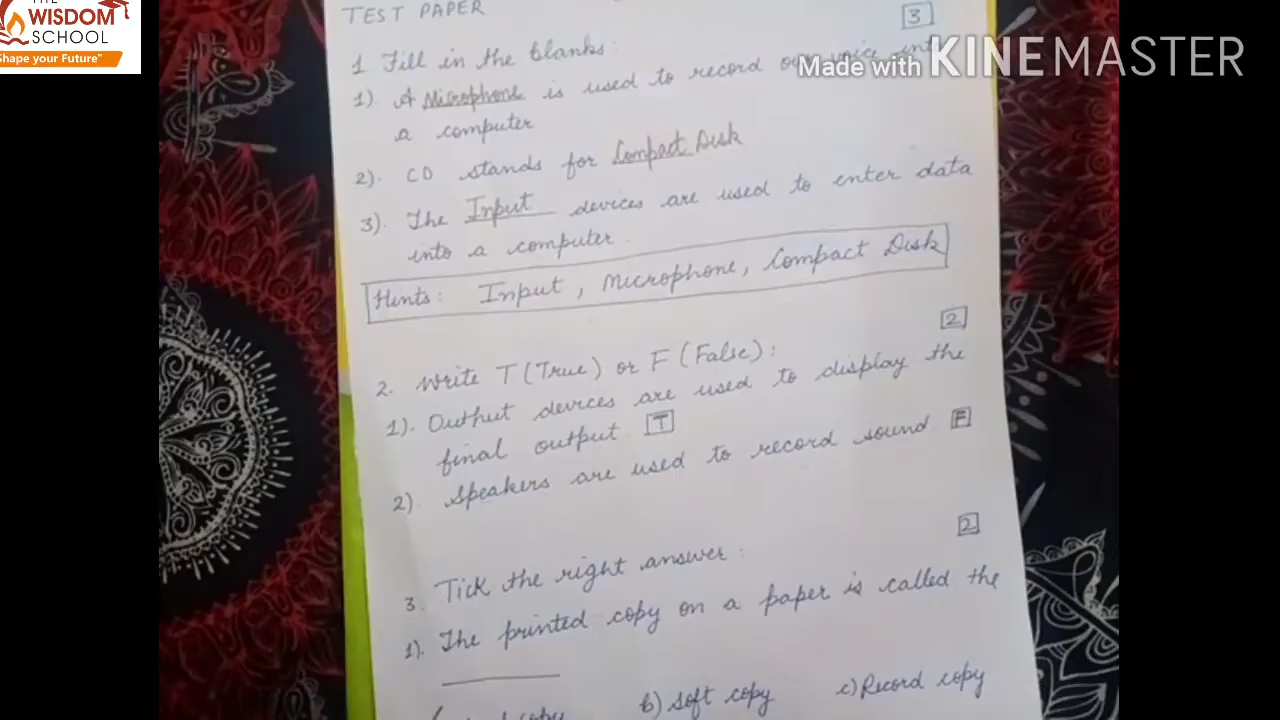 THE
WISDOM
SCHOOL
Shape your Future"
Made with KINEMASTER
TEST PAPER
3
1 Fill in the blanks:
1). A Microphone is used to record our voice into
a computer
2). CD stands for Compact Disk
3). The Input devices are used to enter data
into a computer
Hints: Input, Microphone, Compact Disk
2
2. Write T (True) or F (False):
1). Output devices are used to display the
final output T
2). Speakers are used to record sound F
2
3. Tick the right answer:
1). The printed copy on a paper is called the
copy b) soft copy c) Record copy